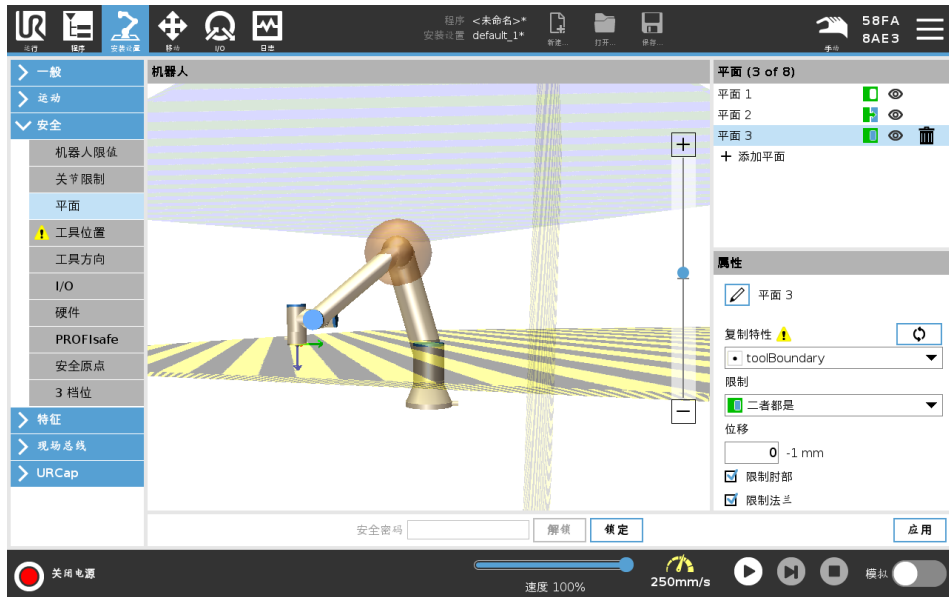 UR
运行
程序
安装设置
移动
I/O
日志
程序 <未命名>*
安装设置 default_1*
新建...
打开...
保存...
手动
58FA
8AE3
一般
运动
安全
机器人限值
关节限制
平面
工具位置
工具方向
I/O
硬件
PROFIsafe
安全原点
3 档位
特征
现场总线
URCap
机器人
平面 (3 of 8)
平面 1
平面 2
平面 3
添加平面
属性
平面 3
复制特性
toolBoundary
限制
二者都是
位移
0 -1 mm
限制肘部
限制法兰
安全密码
解锁
锁定
应用
关闭电源
速度 100%
250mm/s
模拟